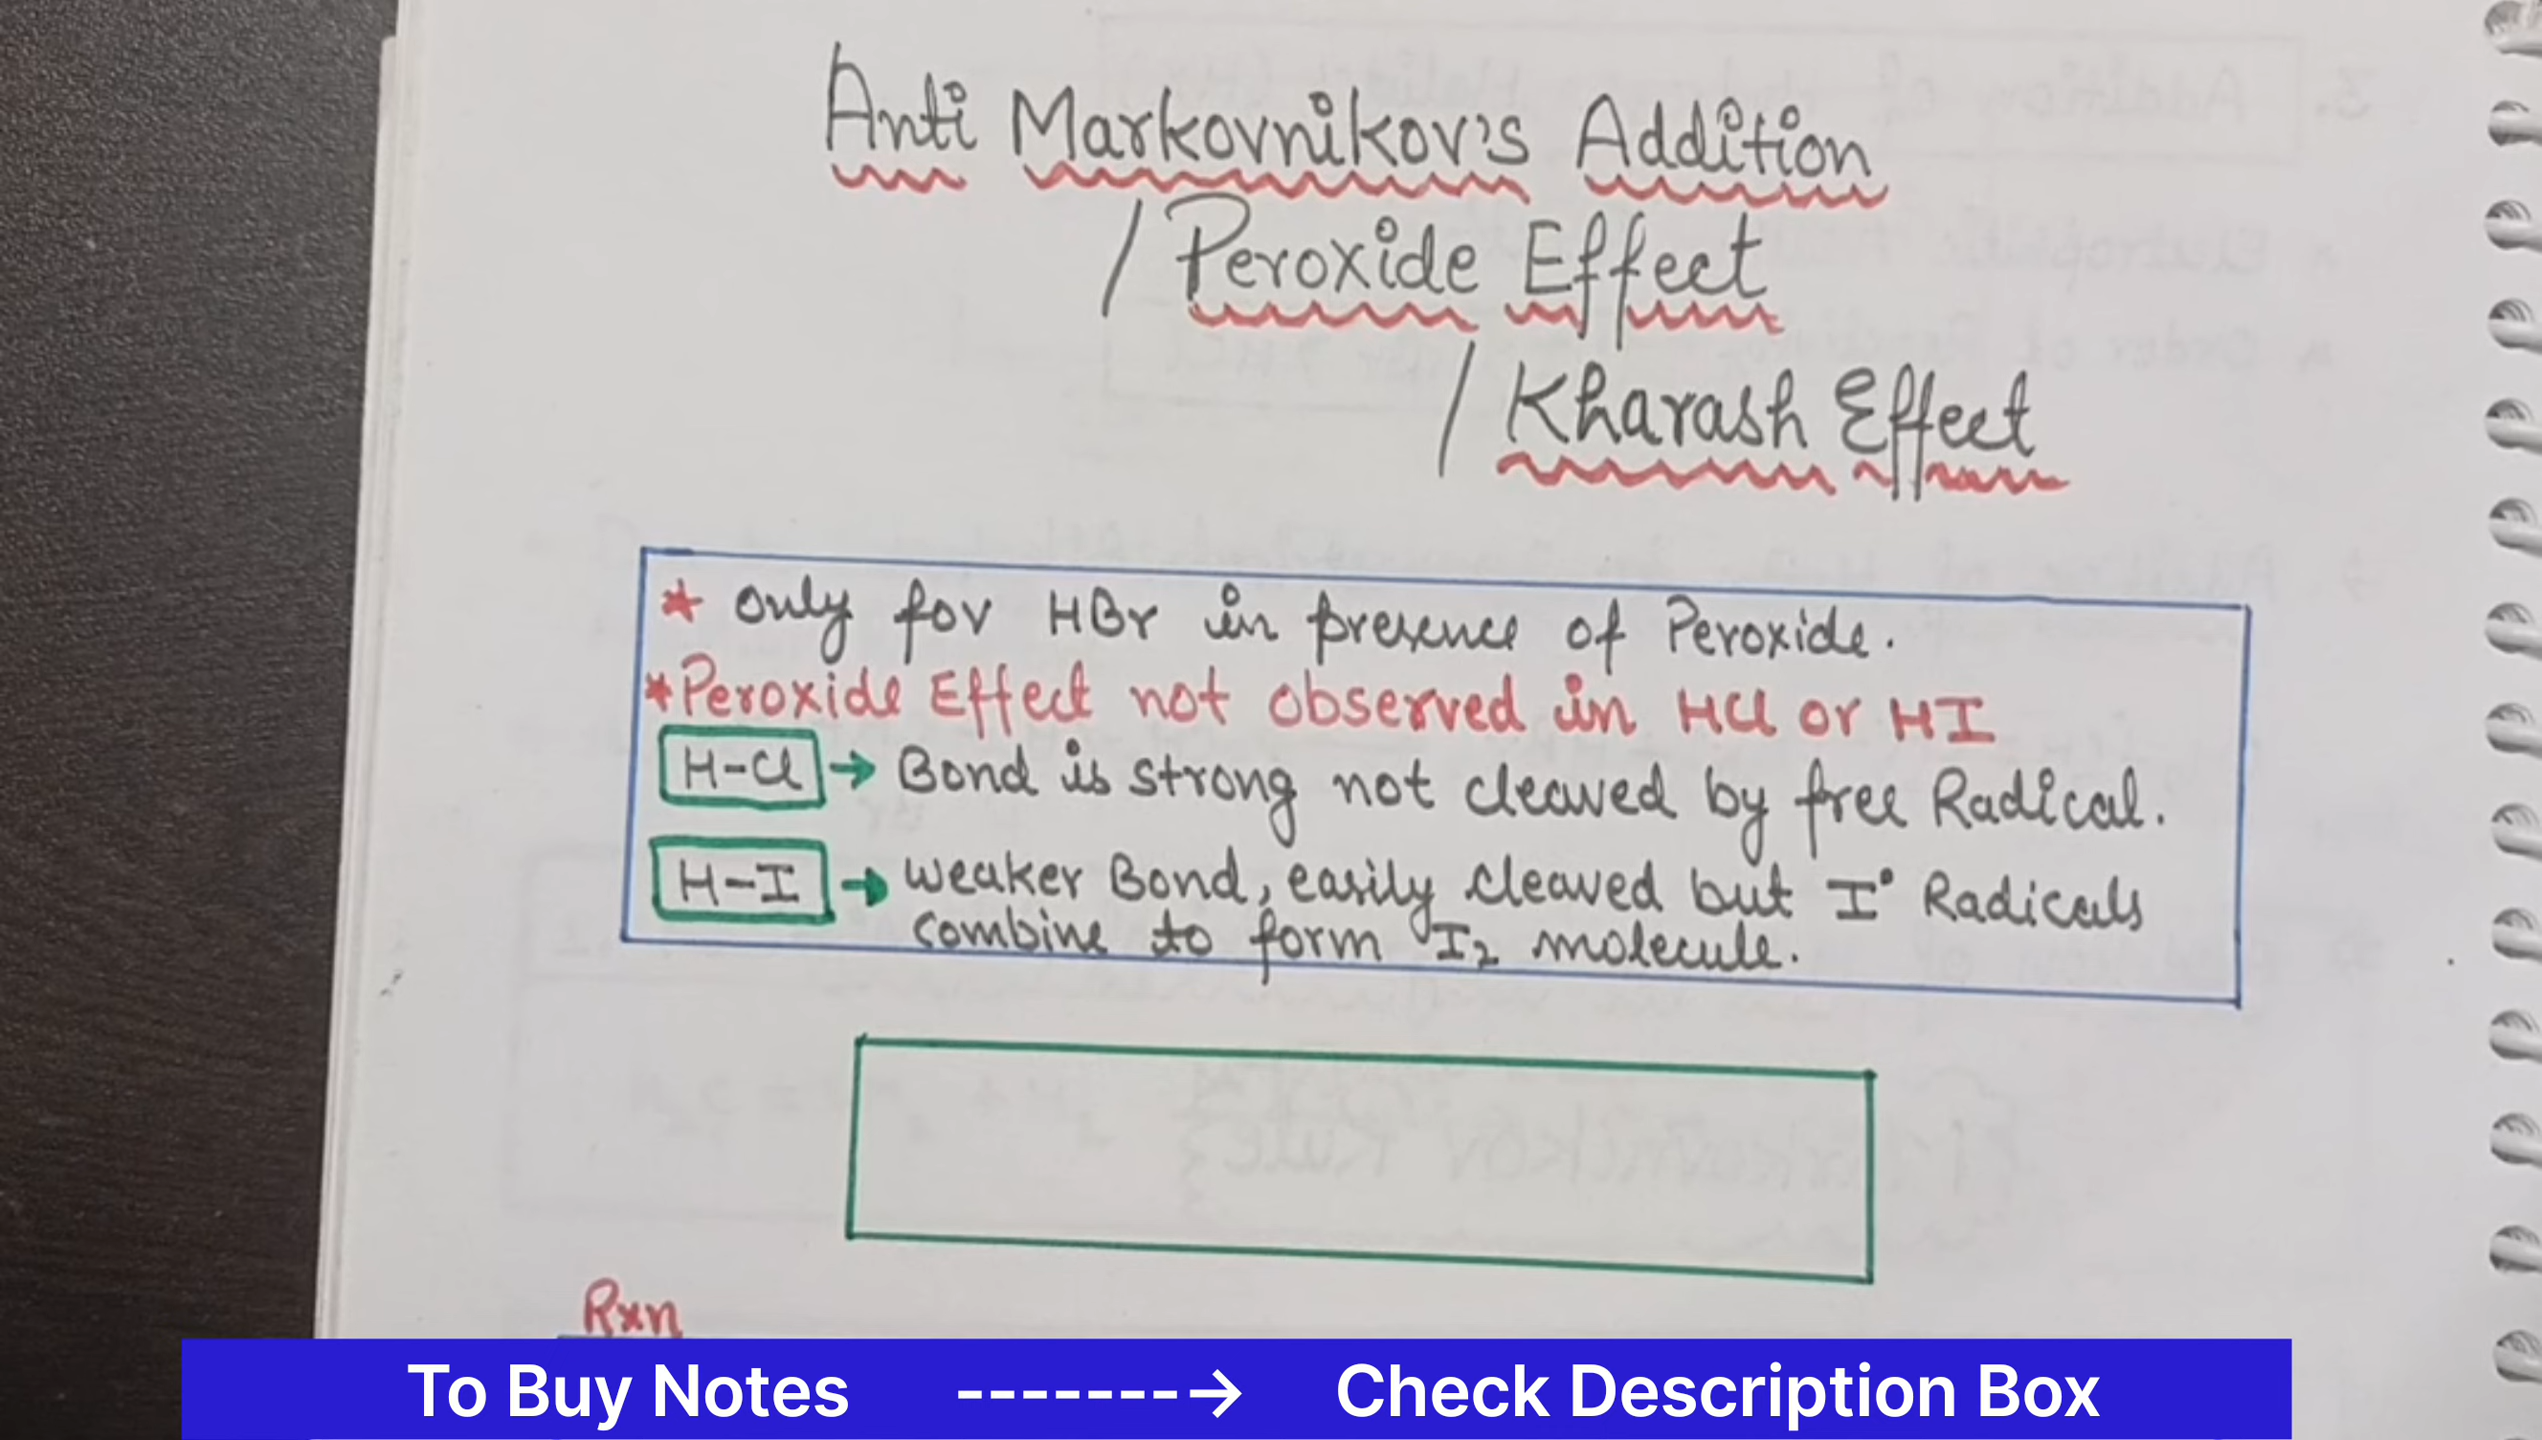 Anti Markovnikov's Addition
/ Peroxide Effect
/ Kharash Effect
* only for HBr in presence of Peroxide.
* Peroxide Effect not observed in HCl or HI
H-Cl → Bond is strong not cleaved by free Radical.
H-I → weaker Bond, easily cleaved but I• Radicals
combine to form I₂ molecule.
Rxn
To Buy Notes -------→ Check Description Box